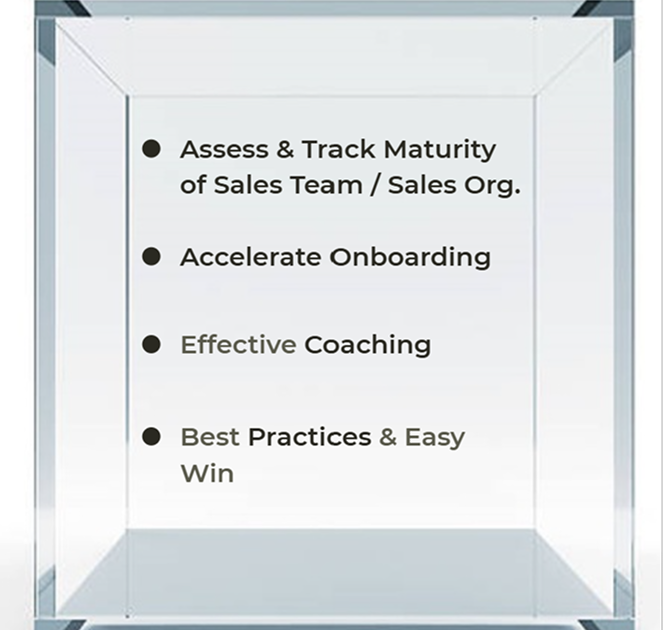 ● Assess & Track Maturity
of Sales Team / Sales Org.
● Accelerate Onboarding
● Effective Coaching
● Best Practices & Easy
Win